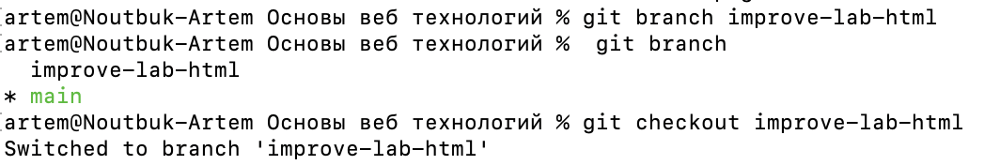 artem@Noutbuk-Artem Основы веб технологий % git branch improve-lab-html
artem@Noutbuk-Artem Основы веб технологий %  git branch
  improve-lab-html
* main
artem@Noutbuk-Artem Основы веб технологий % git checkout improve-lab-html
Switched to branch 'improve-lab-html'